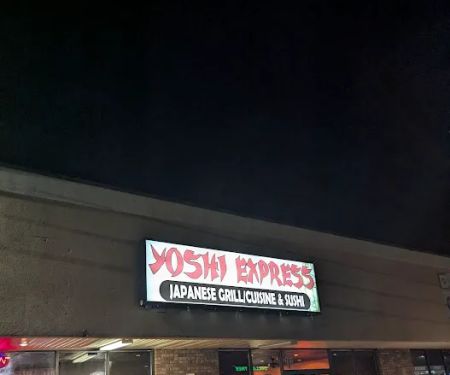 YOSHI EXPRESS
JAPANESE GRILL/CUISINE & SUSHI